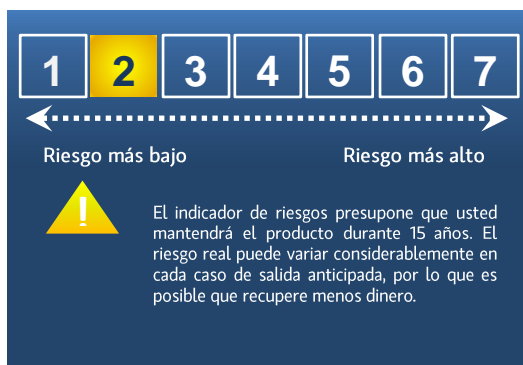 1 2 3 4 5 6 7
Riesgo más bajo Riesgo más alto
!
El indicador de riesgos presupone que usted
mantendrá el producto durante 15 años. El
riesgo real puede variar considerablemente en
cada caso de salida anticipada, por lo que es
posible que recupere menos dinero.